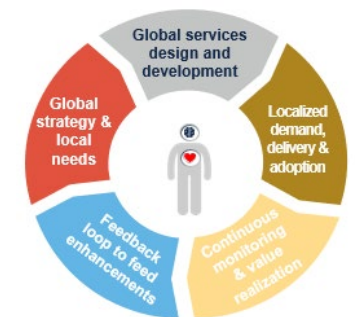 Global services
design and
development
Localized
demand,
delivery &
adoption
Continuous
monitoring
& value
realization
Feedback
loop to feed
enhancements
Global
strategy &
local
needs